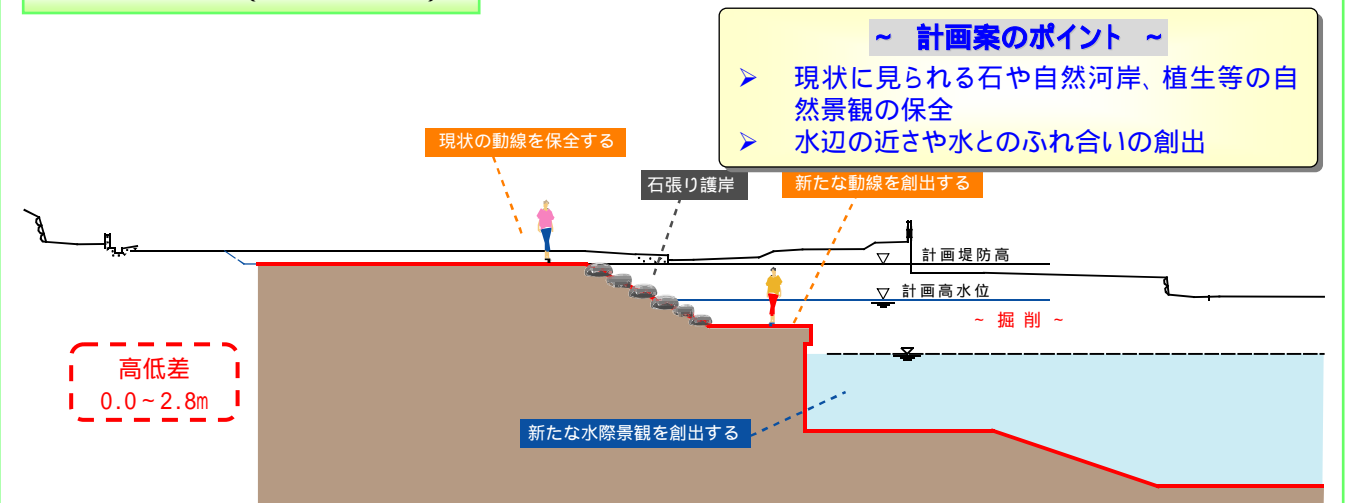 ~ 計画案のポイント ~
➢ 現状に見られる石や自然河岸、植生等の自
然景観の保全
➢ 水辺の近さや水とのふれ合いの創出
現状の動線を保全する
石張り護岸
新たな動線を創出する
計画堤防高
計画高水位
~ 掘 削 ~
高低差
0.0~2.8m
新たな水際景観を創出する